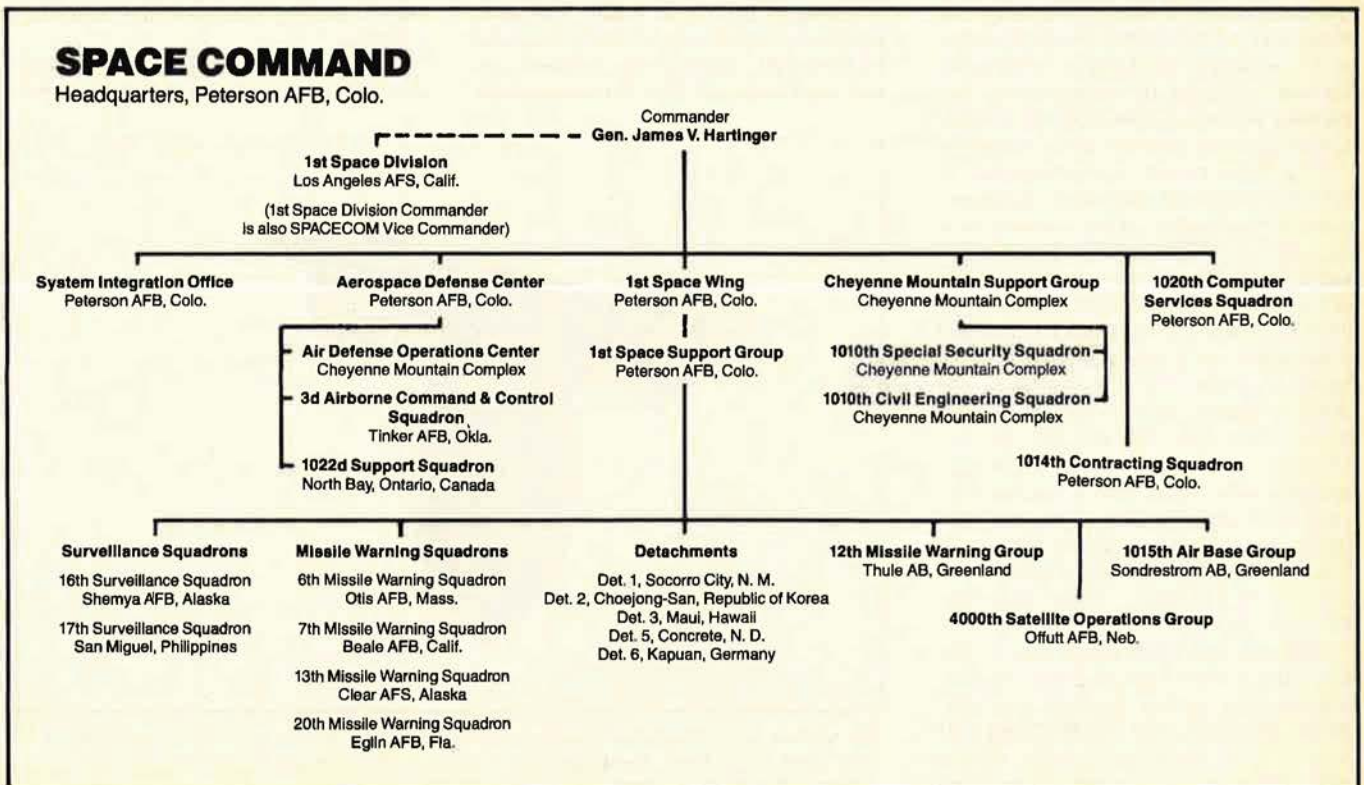 SPACE COMMAND
Headquarters, Peterson AFB, Colo.
Commander
Gen. James V. Hartinger
1st Space Division
Los Angeles AFS, Calif.
(1st Space Division Commander
is also SPACECOM Vice Commander)
System Integration Office
Peterson AFB, Colo.
Aerospace Defense Center
Peterson AFB, Colo.
1st Space Wing
Peterson AFB, Colo.
Cheyenne Mountain Support Group
Cheyenne Mountain Complex
1020th Computer
Services Squadron
Peterson AFB, Colo.
Air Defense Operations Center
Cheyenne Mountain Complex
3d Airborne Command & Control
Squadron
Tinker AFB, Okla.
1022d Support Squadron
North Bay, Ontario, Canada
1st Space Support Group
Peterson AFB, Colo.
1010th Special Security Squadron
Cheyenne Mountain Complex
1010th Civil Engineering Squadron
Cheyenne Mountain Complex
1014th Contracting Squadron
Peterson AFB, Colo.
Surveillance Squadrons
16th Surveillance Squadron
Shemya AFB, Alaska
17th Surveillance Squadron
San Miguel, Philippines
Missile Warning Squadrons
6th Missile Warning Squadron
Otis AFB, Mass.
7th Missile Warning Squadron
Beale AFB, Calif.
13th Missile Warning Squadron
Clear AFS, Alaska
20th Missile Warning Squadron
Eglin AFB, Fla.
Detachments
Det. 1, Socorro City, N. M.
Det. 2, Choejong-San, Republic of Korea
Det. 3, Maui, Hawaii
Det. 5, Concrete, N. D.
Det. 6, Kapuan, Germany
12th Missile Warning Group
Thule AB, Greenland
4000th Satellite Operations Group
Offutt AFB, Neb.
1015th Air Base Group
Sondrestrom AB, Greenland